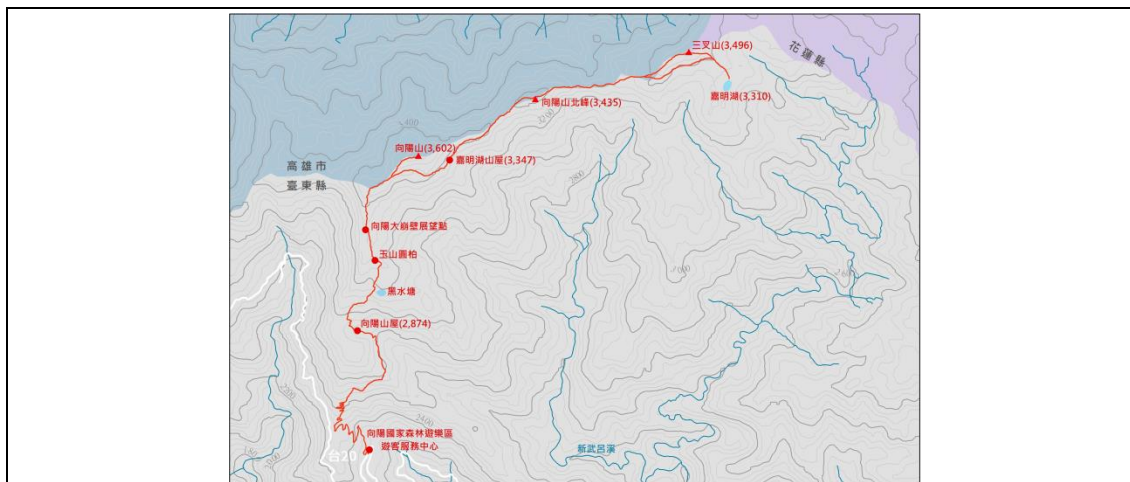 三叉山(3,496)
花蓮縣
嘉明湖(3,310)
向陽山北峰(3,435)
3200
3400
向陽山(3,602)
嘉明湖山屋(3,347)
高雄市
臺東縣
2800
向陽大崩壁展望點
玉山圓柏
黑水塘
向陽山屋(2,874)
2400
向陽國家森林遊樂區
遊客服務中心
台20
新武呂溪